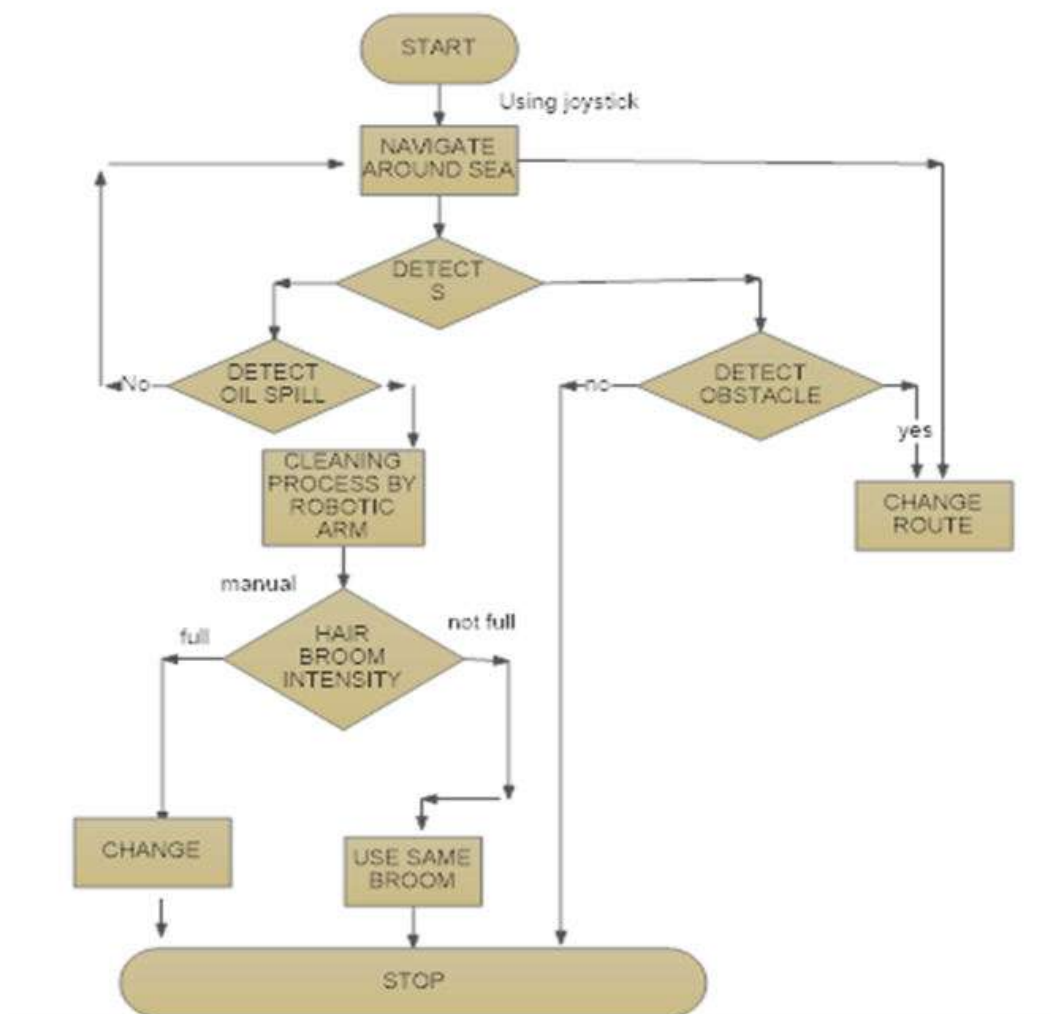 START
Using joystick
NAVIGATE
AROUND SEA
DETECT
S
DETECT
OIL SPILL
No
DETECT
OBSTACLE
no
yes
CLEANING
PROCESS BY
ROBOTIC
ARM
CHANGE
ROUTE
manual
full
HAIR
BROOM
INTENSITY
not full
CHANGE
USE SAME
BROOM
STOP